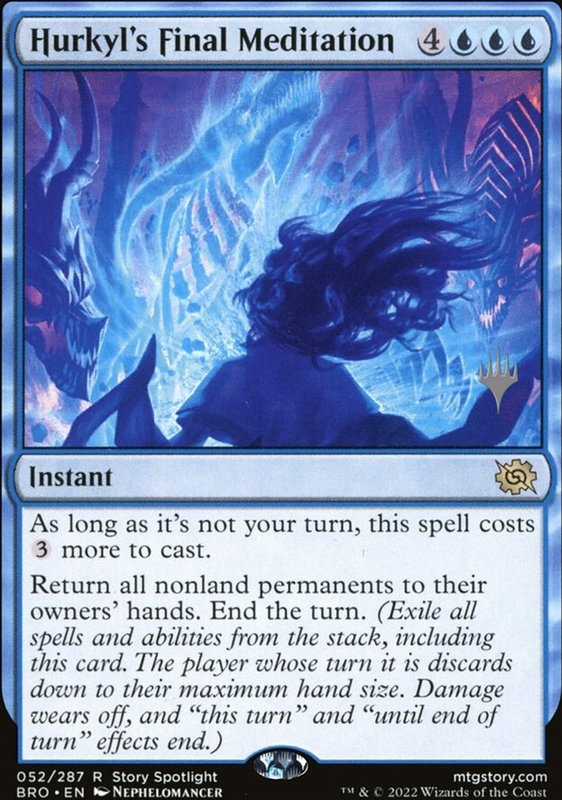 Hurkyl's Final Meditation 4
Instant
As long as it's not your turn, this spell costs
3 more to cast.
Return all nonland permanents to their
owners' hands. End the turn. (Exile all
spells and abilities from the stack, including
this card. The player whose turn it is discards
down to their maximum hand size. Damage
wears off, and “this turn” and “until end of
turn” effects end.)
052/287 R Story Spotlight mtgstory.com
BRO • EN NEPHELOMANCER ™ & © 2022 Wizards of the Coast